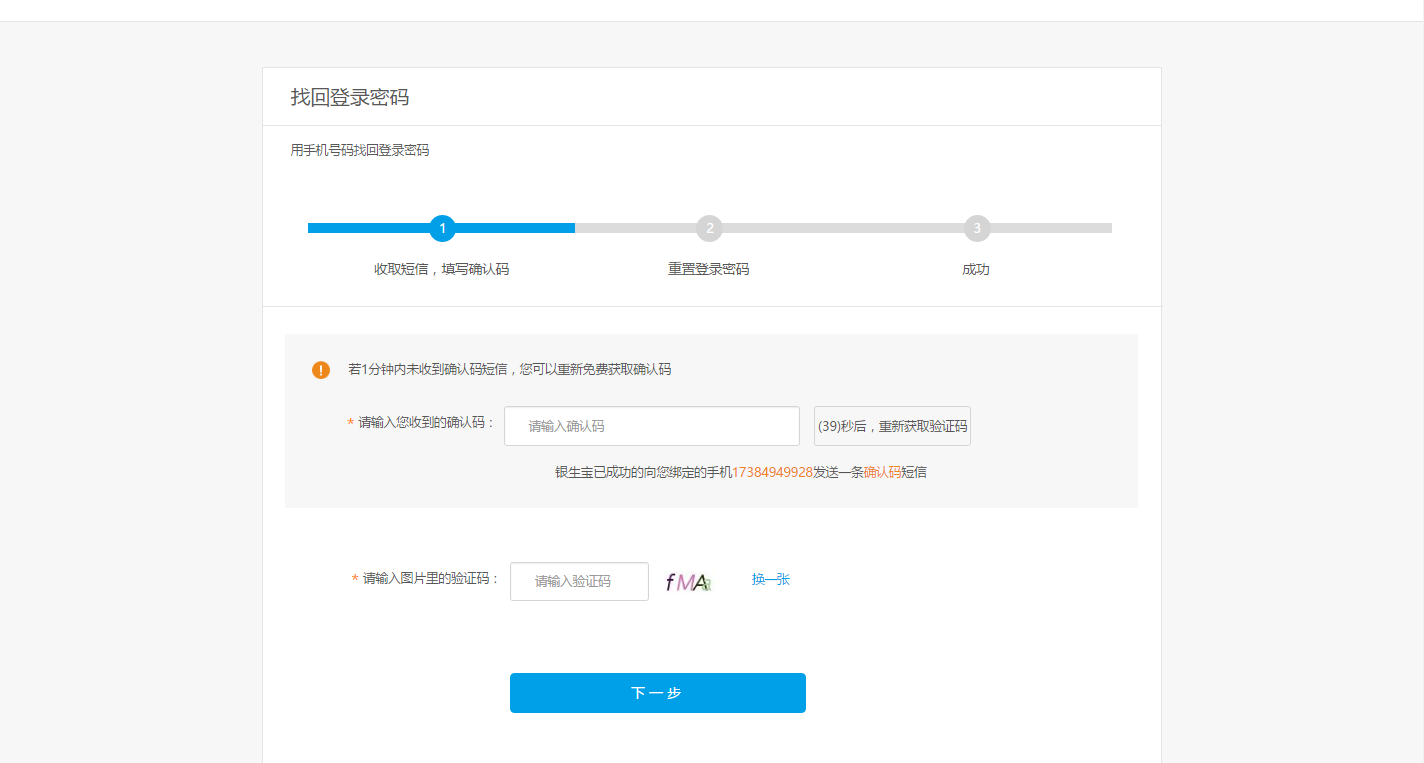 找回登录密码
用手机号码找回登录密码
1 2 3
收取短信，填写确认码 重置登录密码 成功
! 若1分钟内未收到确认码短信，您可以重新免费获取确认码
* 请输入您收到的确认码： 请输入确认码 (39)秒后，重新获取验证码
银生宝已成功的向您绑定的手机17384949928发送一条确认码短信
* 请输入图片里的验证码： 请输入验证码 fMA 换一张
下一步